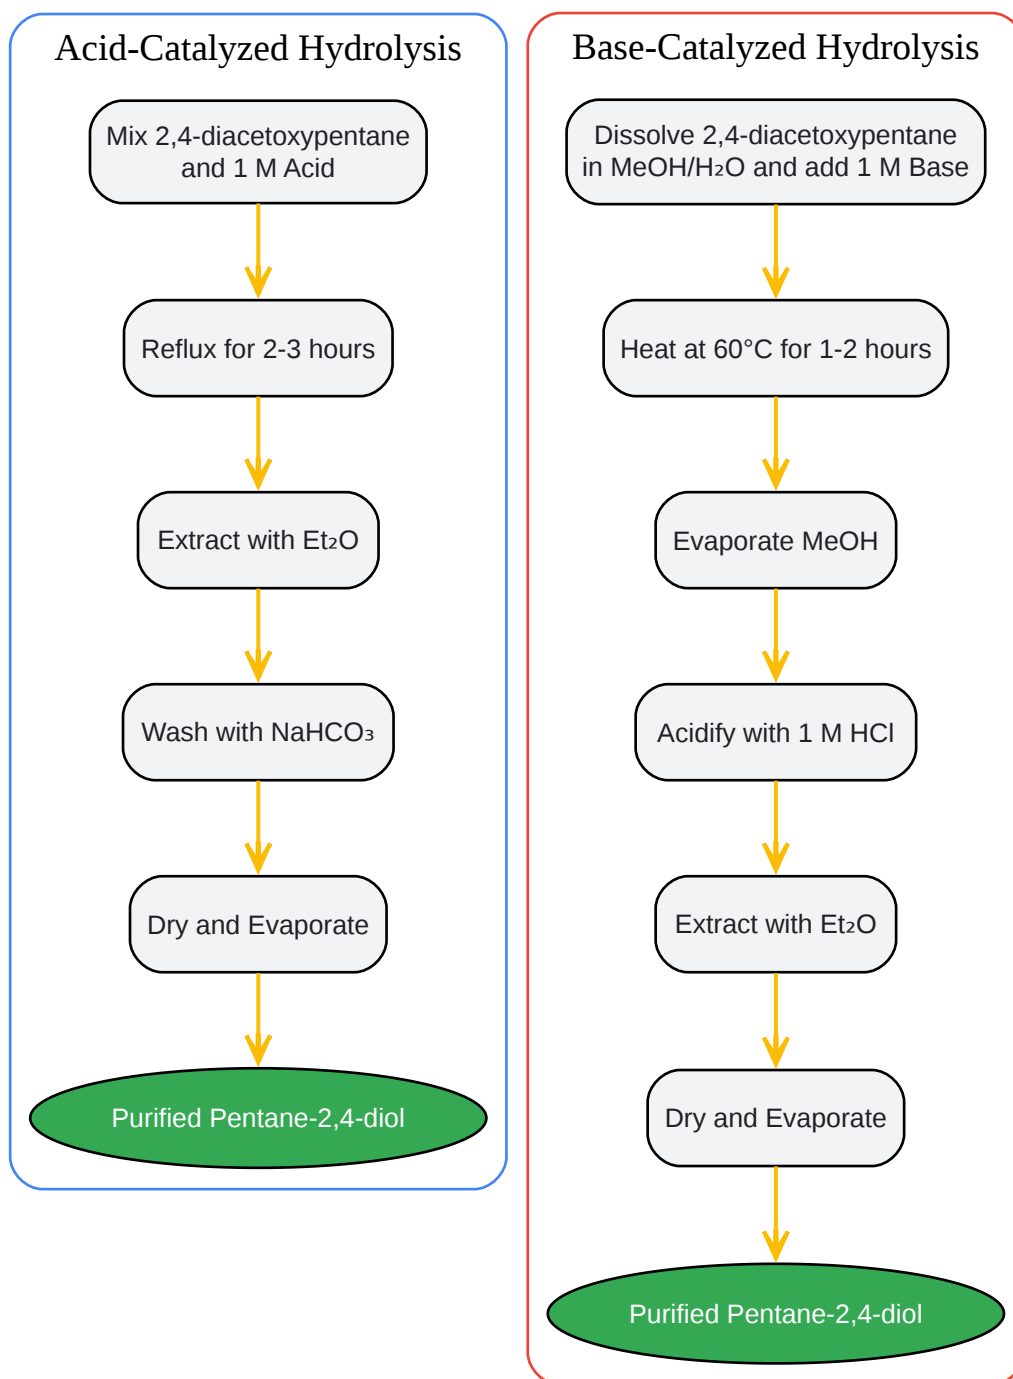 Acid-Catalyzed Hydrolysis
Mix 2,4-diacetoxypentane
and 1 M Acid
Reflux for 2-3 hours
Extract with Et₂O
Wash with NaHCO₃
Dry and Evaporate
Purified Pentane-2,4-diol
Base-Catalyzed Hydrolysis
Dissolve 2,4-diacetoxypentane
in MeOH/H₂O and add 1 M Base
Heat at 60°C for 1-2 hours
Evaporate MeOH
Acidify with 1 M HCl
Extract with Et₂O
Dry and Evaporate
Purified Pentane-2,4-diol